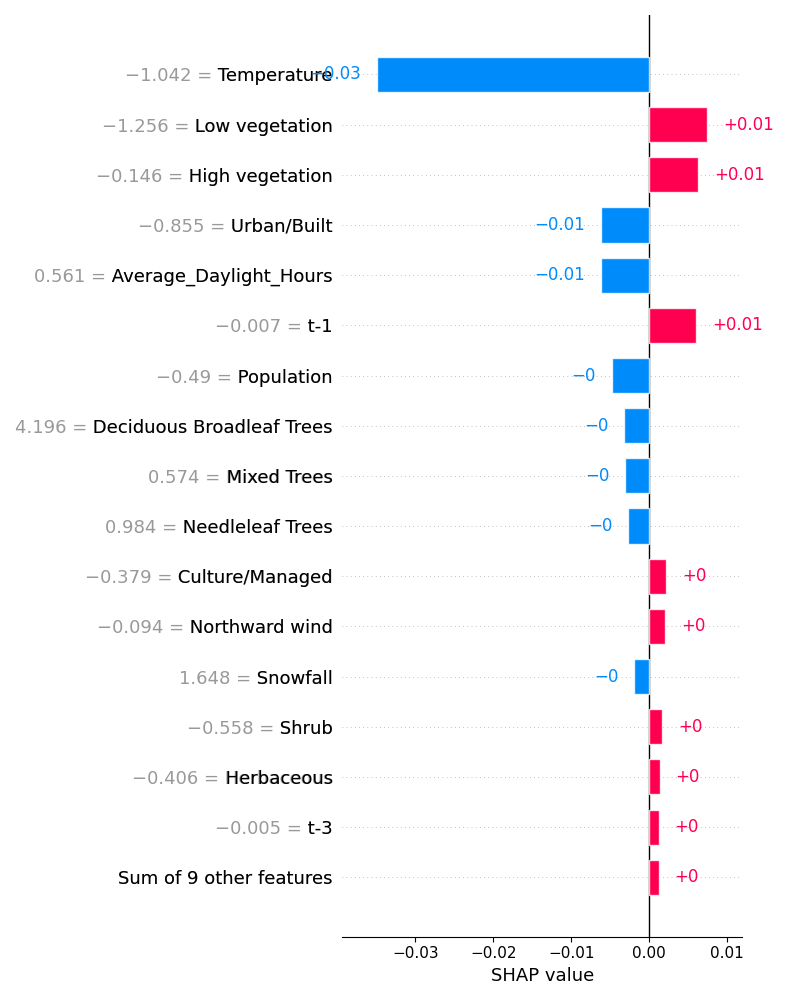 −1.042 = Temperature −0.03
−1.256 = Low vegetation +0.01
−0.146 = High vegetation +0.01
−0.855 = Urban/Built −0.01
0.561 = Average_Daylight_Hours −0.01
−0.007 = t-1 +0.01
−0.49 = Population −0
4.196 = Deciduous Broadleaf Trees −0
0.574 = Mixed Trees −0
0.984 = Needleleaf Trees −0
−0.379 = Culture/Managed +0
−0.094 = Northward wind +0
1.648 = Snowfall −0
−0.558 = Shrub +0
−0.406 = Herbaceous +0
−0.005 = t-3 +0
Sum of 9 other features +0
−0.03 −0.02 −0.01 0.00 0.01
SHAP value